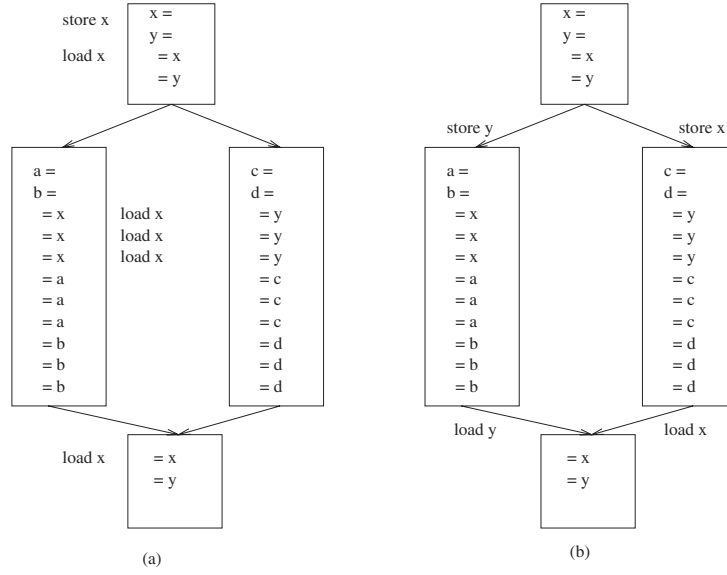 store x
x =
y =
load x
= x
= y
a =
b =
= x
= x
= x
= a
= a
= a
= b
= b
= b
load x
load x
load x
c =
d =
= y
= y
= y
= c
= c
= c
= d
= d
= d
load x
= x
= y
(a)
x =
y =
= x
= y
store y
store x
a =
b =
= x
= x
= x
= a
= a
= a
= b
= b
= b
c =
d =
= y
= y
= y
= c
= c
= c
= d
= d
= d
load y
load x
= x
= y
(b)